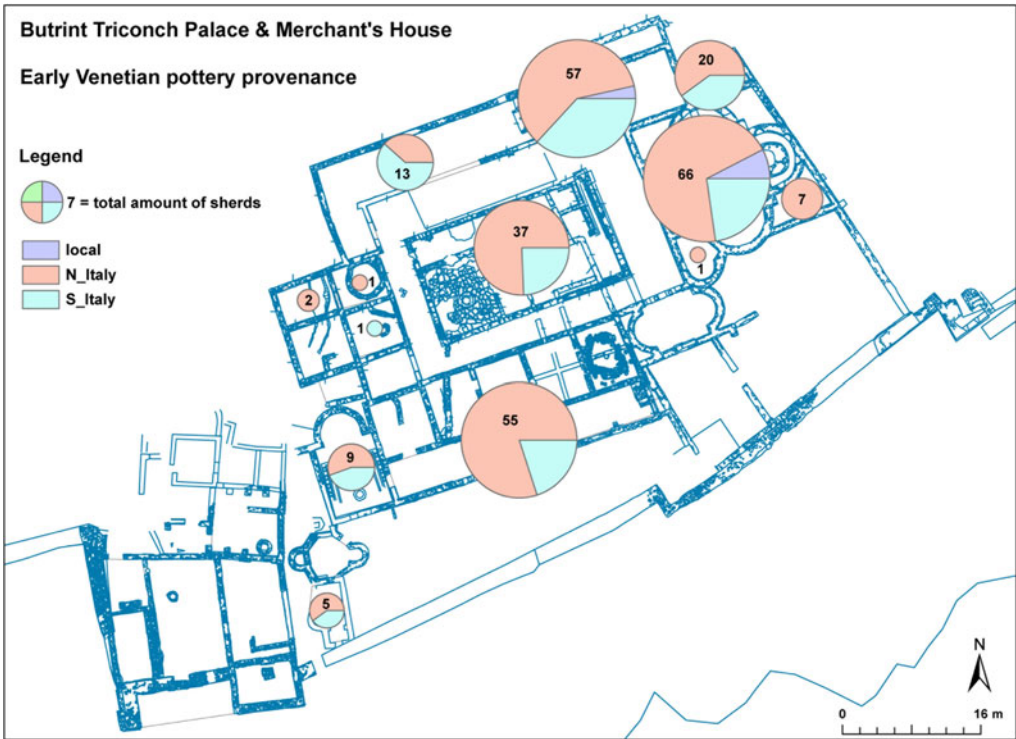 Butrint Triconch Palace & Merchant's House
Early Venetian pottery provenance
Legend
7 = total amount of sherds
local
N_Italy
S_Italy
57
20
13
66
7
37
1
1
2
1
55
9
5
N
0 16 m